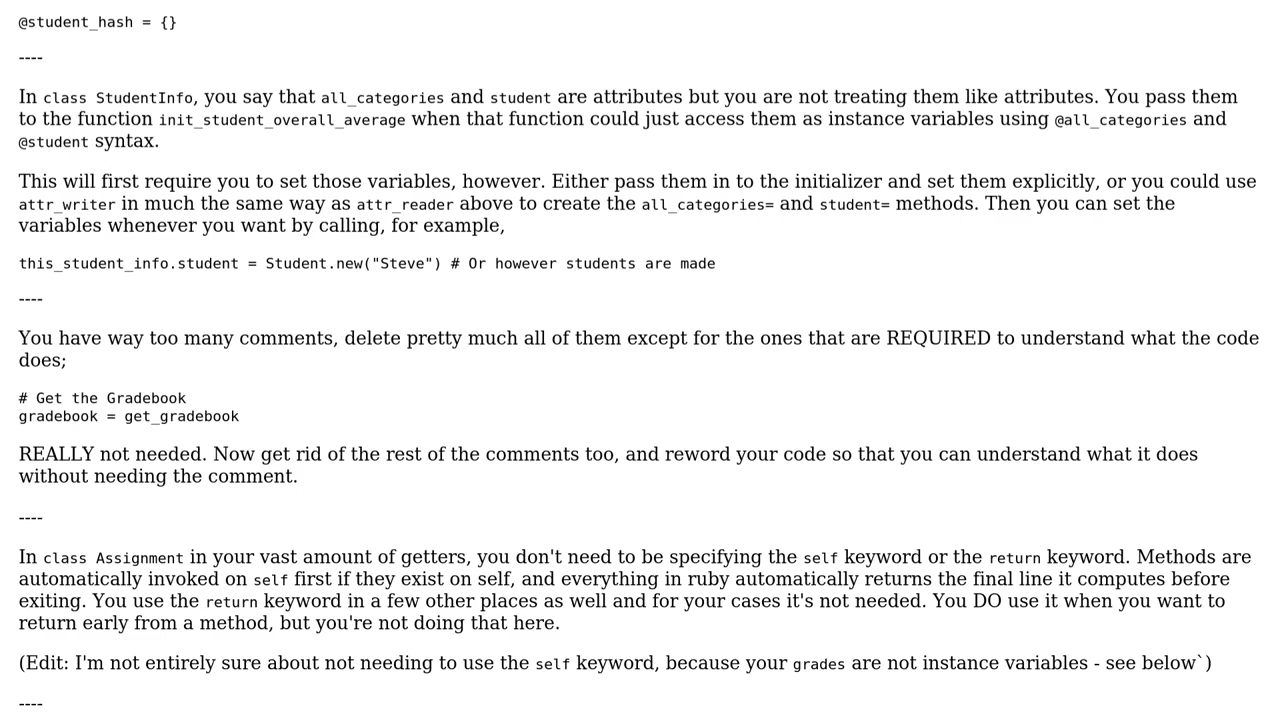 @student_hash = {}
----
In class StudentInfo, you say that all_categories and student are attributes but you are not treating them like attributes. You pass them
to the function init_student_overall_average when that function could just access them as instance variables using @all_categories and
@student syntax.
This will first require you to set those variables, however. Either pass them in to the initializer and set them explicitly, or you could use
attr_writer in much the same way as attr_reader above to create the all_categories= and student= methods. Then you can set the
variables whenever you want by calling, for example,
this_student_info.student = Student.new("Steve") # Or however students are made
----
You have way too many comments, delete pretty much all of them except for the ones that are REQUIRED to understand what the code
does;
# Get the Gradebook
gradebook = get_gradebook
REALLY not needed. Now get rid of the rest of the comments too, and reword your code so that you can understand what it does
without needing the comment.
----
In class Assignment in your vast amount of getters, you don't need to be specifying the self keyword or the return keyword. Methods are
automatically invoked on self first if they exist on self, and everything in ruby automatically returns the final line it computes before
exiting. You use the return keyword in a few other places as well and for your cases it's not needed. You DO use it when you want to
return early from a method, but you're not doing that here.
(Edit: I'm not entirely sure about not needing to use the self keyword, because your grades are not instance variables - see below`)
----